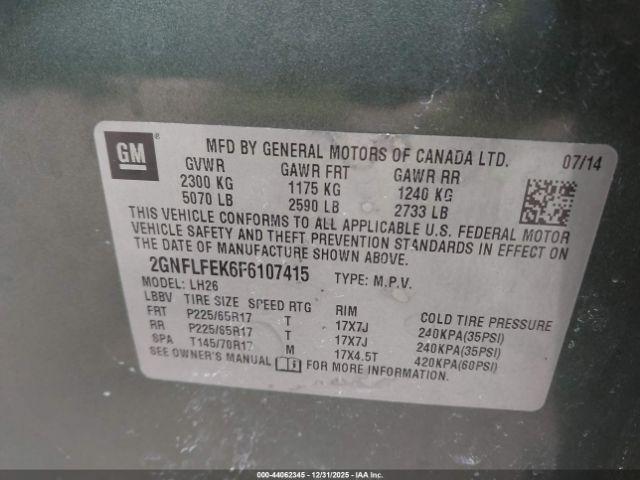 GM ®
MFD BY GENERAL MOTORS OF CANADA LTD. 07/14
GVWR GAWR FRT GAWR RR
2300 KG 1175 KG 1240 KG
5070 LB 2590 LB 2733 LB
THIS VEHICLE CONFORMS TO ALL APPLICABLE U.S. FEDERAL MOTOR
VEHICLE SAFETY AND THEFT PREVENTION STANDARDS IN EFFECT ON
THE DATE OF MANUFACTURE SHOWN ABOVE.
2GNFLFEK6F6107415 TYPE: M.P.V.
MODEL: LH26
LBBV TIRE SIZE SPEED RTG RIM COLD TIRE PRESSURE
FRT P225/65R17 T 17X7J 240KPA(35PSI)
RR P225/65R17 T 17X7J 240KPA(35PSI)
SPA T145/70R17 M 17X4.5T 420KPA(60PSI)
SEE OWNER'S MANUAL FOR MORE INFORMATION.
000-44062345 - 12/31/2025 - IAA Inc.